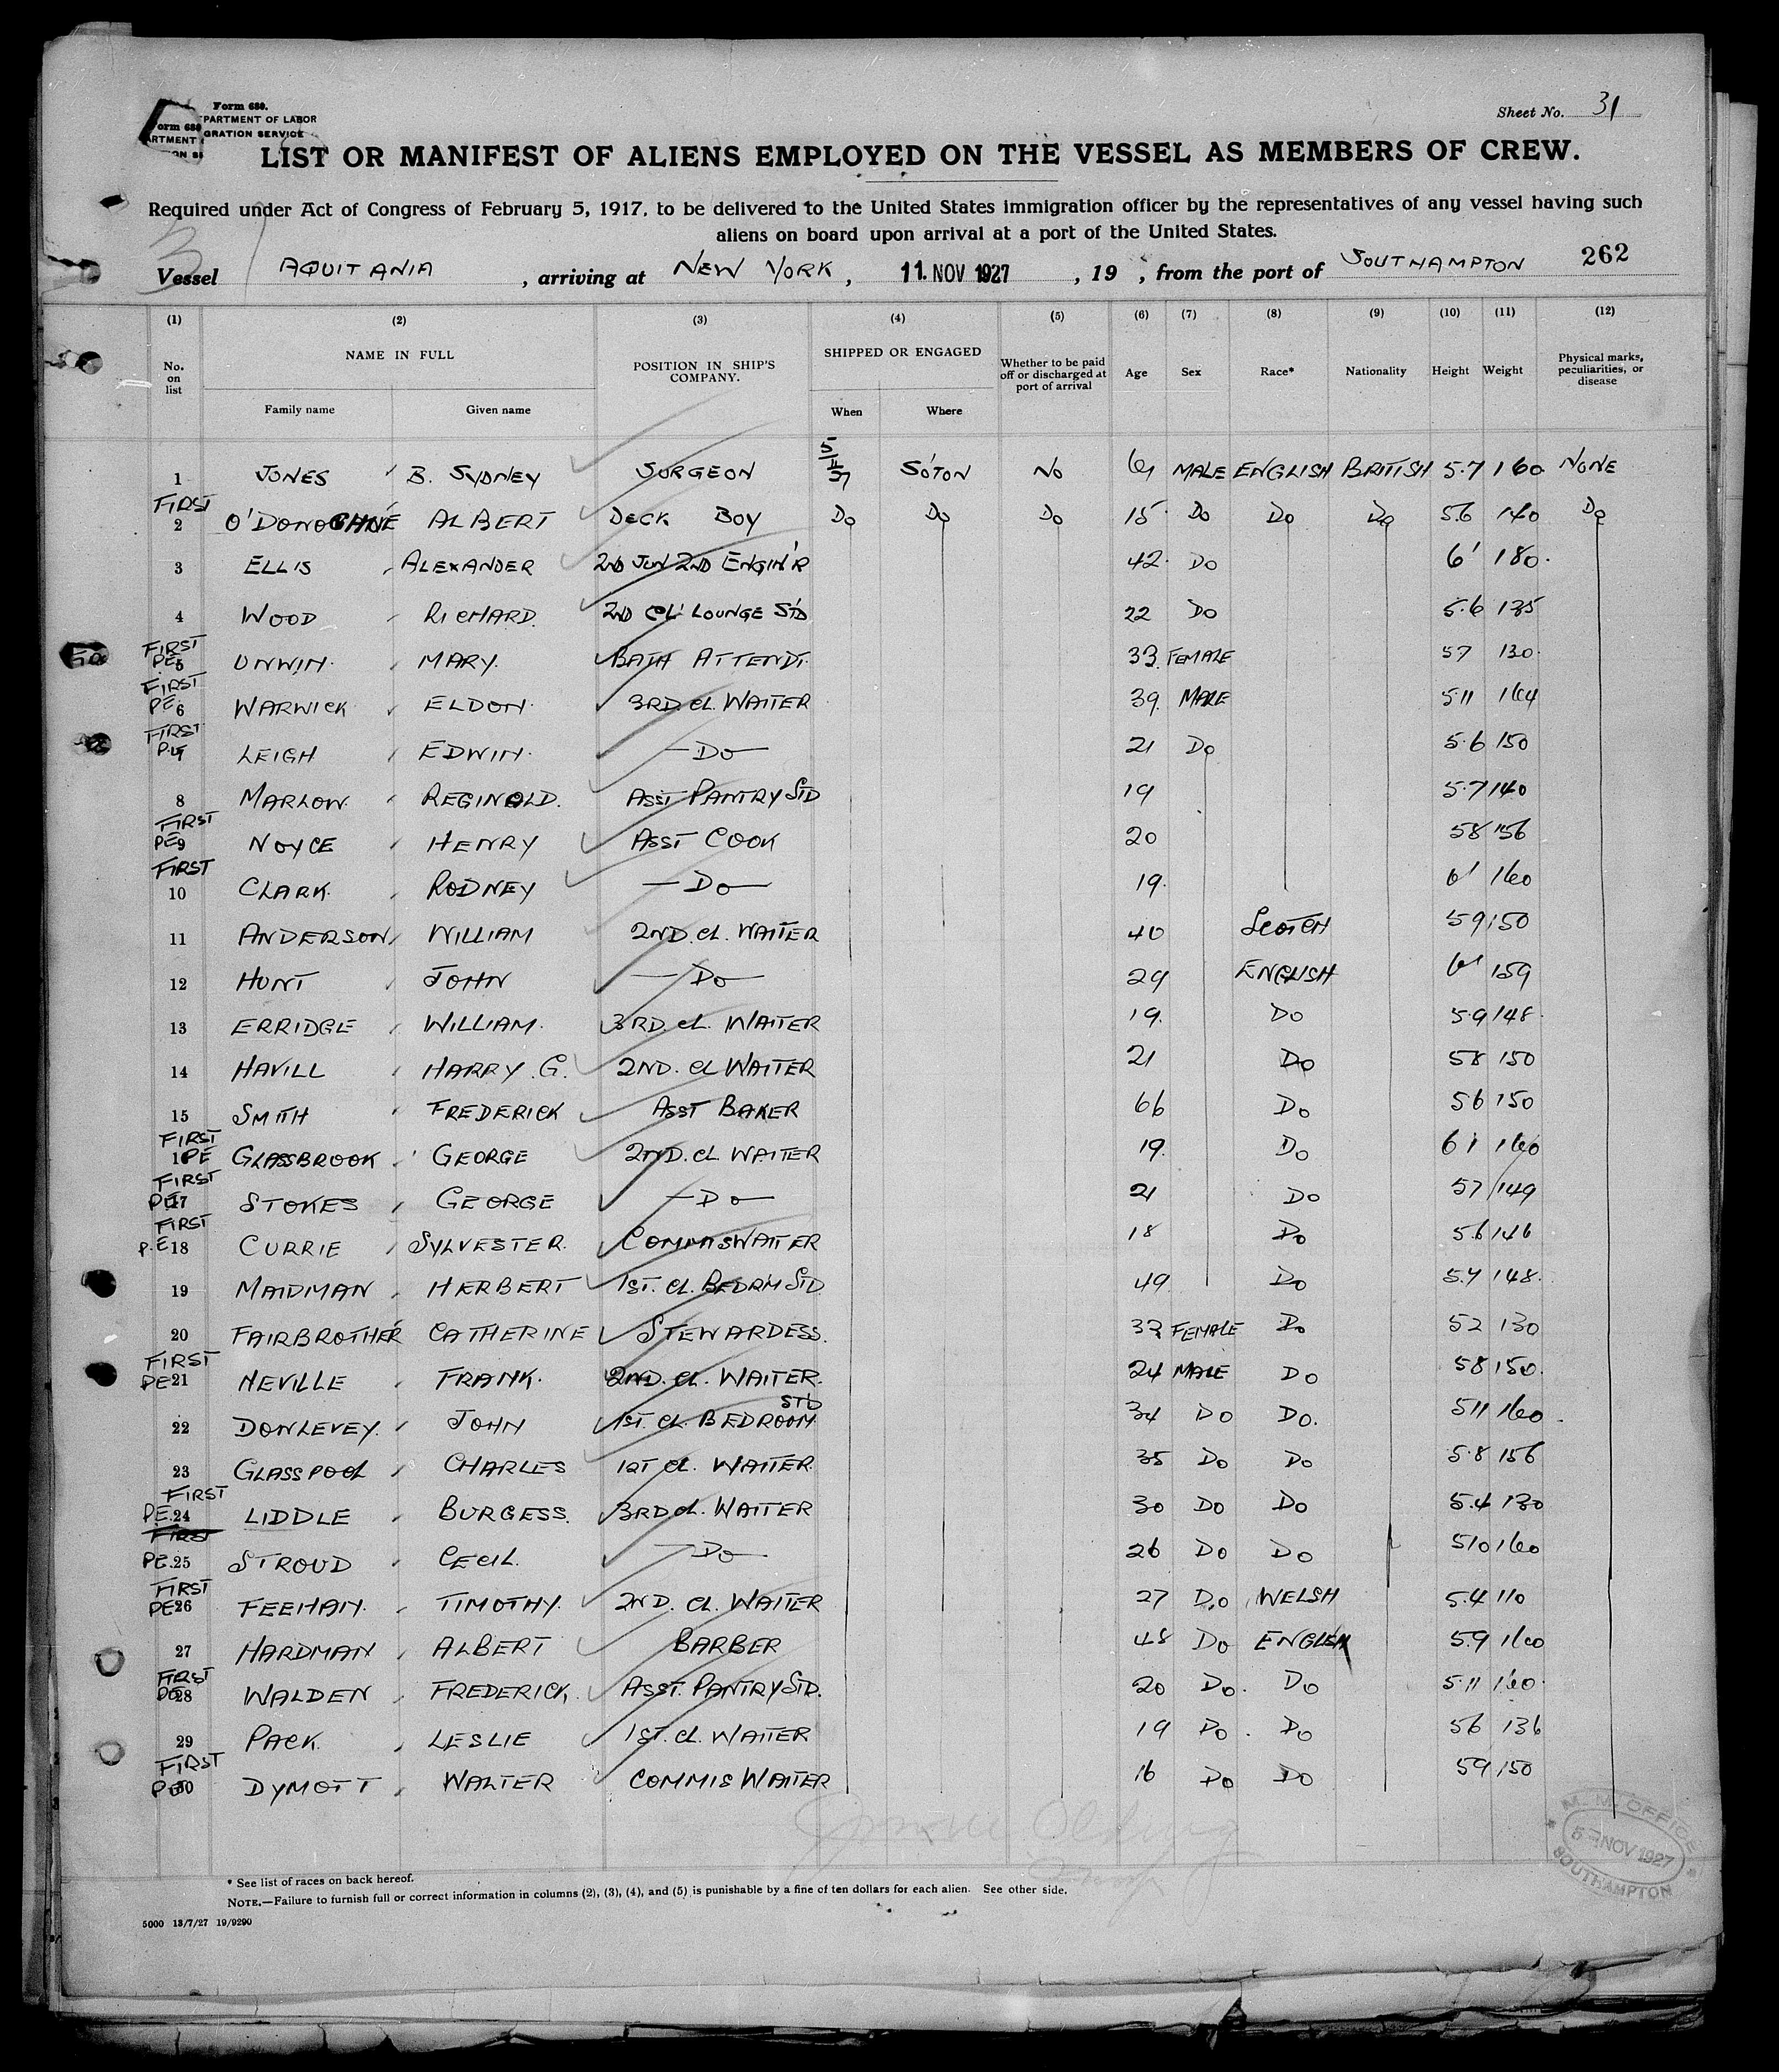 Form 680.
PARTMENT OF LABOR
GRATION SERVICE
Sheet No. 31
LIST OR MANIFEST OF ALIENS EMPLOYED ON THE VESSEL AS MEMBERS OF CREW.
Required under Act of Congress of February 5, 1917, to be delivered to the United States immigration officer by the representatives of any vessel having such
aliens on board upon arrival at a port of the United States.
Vessel AQUITANIA, arriving at NEW YORK, 11. NOV 1927, 19 , from the port of SOUTHAMPTON 262
(1) (2) (3) (4) (5) (6) (7) (8) (9) (10) (11) (12)
No. on list NAME IN FULL Family name Given name POSITION IN SHIP'S COMPANY. SHIPPED OR ENGAGED When Where Whether to be paid off or discharged at port of arrival Age Sex Race* Nationality Height Weight Physical marks, peculiarities, or disease
1 JONES B. SYDNEY SURGEON 5/11/27 SO'TON NO 61 MALE ENGLISH BRITISH 5.7 160 NONE
FIRST 2 O'DONOGHUE ALBERT DECK BOY Do Do Do 15 Do Do Do 5.6 140 Do
3 ELLIS ALEXANDER 2ND JUN 2ND ENGIN'R 42 Do 6' 180
4 WOOD RICHARD. 2ND CL' LOUNGE STD 22 Do 5.6 135
FIRST PE 5 UNWIN. MARY. BATH ATTENDT. 33 FEMALE 57 130
FIRST PE 6 WARWICK ELDON. 3RD. CL. WAITER 39 MALE 511 164
FIRST P.E 7 LEIGH EDWIN. —Do— 21 Do 5.6 150
8 MARLOW REGINALD. ASST PANTRY STD 19 5.7 140
FIRST PE 9 NOYCE HENRY ASST COOK 20 58 156
FIRST 10 CLARK RODNEY —Do— 19. 6' 160
11 ANDERSON WILLIAM 2ND. CL. WAITER 40 SCOTCH 59 150
12 HUNT JOHN —Do— 29 ENGLISH 6' 159
13 ERRIDGE WILLIAM. 3RD CL. WAITER 19. Do 5.9 148
14 HAVILL HARRY. G. 2ND. CL WAITER 21 Do 58 150
15 SMITH FREDERICK ASST BAKER 66 Do 56 150
FIRST 16 PE GLASSBROOK GEORGE 2ND. CL WAITER 19. Do 61 160
FIRST PE 17 STOKES GEORGE —Do— 21 Do 57 149
FIRST P.E 18 CURRIE SYLVESTER. COMMIS WAITER 18 Do 5.6 146
19 MAIDMAN HERBERT 1ST. CL. BEDRM STD 49 Do 5.7 148.
20 FAIRBROTHER CATHERINE STEWARDESS. 32 FEMALE Do 52 130
FIRST PE 21 NEVILLE FRANK. 2ND. CL. WAITER. 24 MALE Do 58 150.
22 DONLEVEY. JOHN 1ST. CL. BEDROOM STD 34 Do Do. 511 160
23 GLASSPOOL CHARLES 1ST CL. WAITER. 35 Do Do 5.8 156
FIRST PE. 24 LIDDLE BURGESS. 3RD CL. WAITER 30 Do Do 5.4 130
FIRST PE. 25 STROUD CECIL. —Do— 26 Do Do 510 160
FIRST PE 26 FEEHAN. TIMOTHY. 2ND. CL. WAITER 27 Do WELSH 5.4 110
27 HARDMAN ALBERT BARBER 48 Do ENGLISH 5.9 160
FIRST PE 28 WALDEN FREDERICK. ASST. PANTRY STD. 20 Do. Do 5.11 160.
29 PACK. LESLIE 1ST. CL. WAITER 19 Do. Do 56 136
FIRST PE 30 DYMOTT WALTER COMMIS WAITER 16 Do Do 59 150
M. M. OFFICE
5 NOV 1927
SOUTHAMPTON
* See list of races on back hereof.
NOTE.—Failure to furnish full or correct information in columns (2), (3), (4), and (5) is punishable by a fine of ten dollars for each alien. See other side.
5000 13/7/27 19/9290